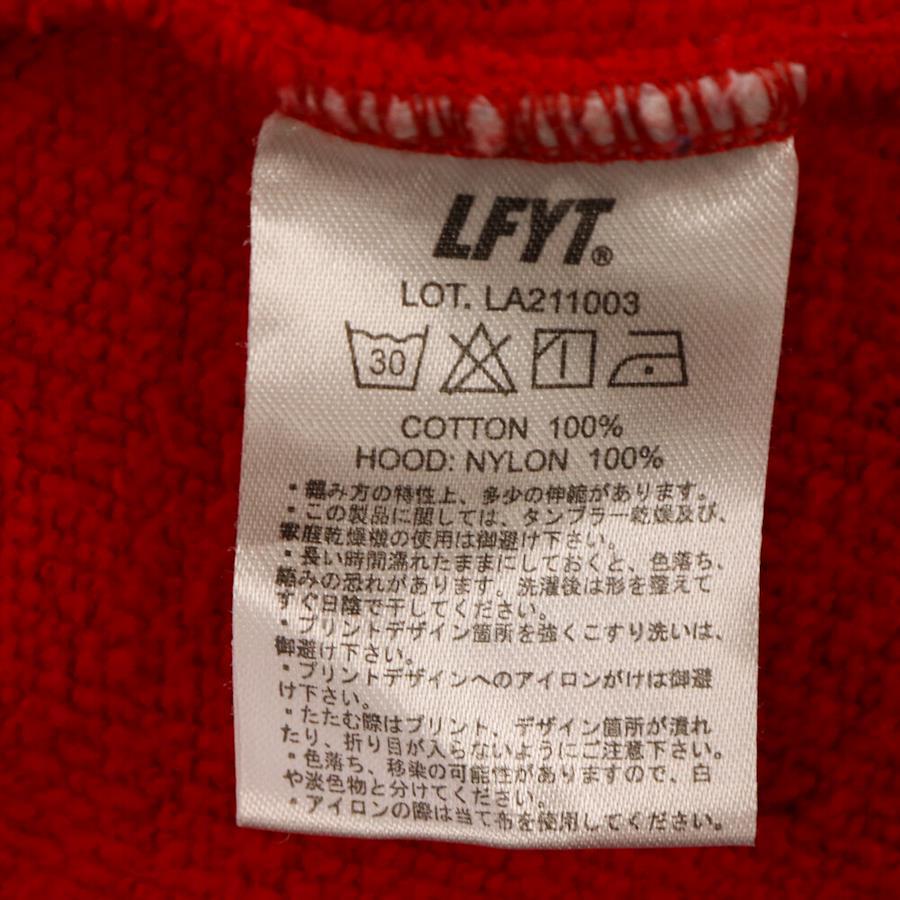 LFYT®
LOT. LA211003
30
COTTON 100%
HOOD: NYLON 100%
・編み方の特性上、多少の伸縮があります。
・この製品に関しては、タンブラー乾燥及び、
家庭乾燥機の使用は御避け下さい。
・長い時間濡れたままにしておくと、色落ち、
縮みの恐れがあります。洗濯後は形を整えて
すぐ日陰で干してください。
・プリントデザイン箇所を強くこすり洗いは、
御避け下さい。
・プリントデザインへのアイロンがけは御避
け下さい。
・たたむ際はプリント、デザイン箇所が潰れ
たり、折り目が入らないようにご注意下さい。
・色落ち、移染の可能性がありますので、白
や淡色物と分けてください。
・アイロンの際は当て布を使用してください。